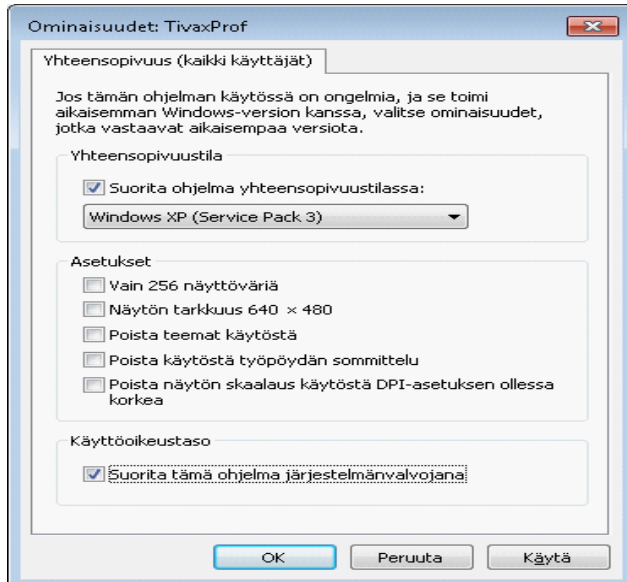 Ominaisuudet: TivaxProf
Yhteensopivuus (kaikki käyttäjät)
Jos tämän ohjelman käytössä on ongelmia, ja se toimi
aikaisemman Windows-version kanssa, valitse ominaisuudet,
jotka vastaavat aikaisempaa versiota.
Yhteensopivuustila
Suorita ohjelma yhteensopivuustilassa:
Windows XP (Service Pack 3)
Asetukset
Vain 256 näyttöväriä
Näytön tarkkuus 640 × 480
Poista teemat käytöstä
Poista käytöstä työpöydän sommittelu
Poista näytön skaalaus käytöstä DPI-asetuksen ollessa
korkea
Käyttöoikeustaso
Suorita tämä ohjelma järjestelmänvalvojana
OK Peruuta Käytä